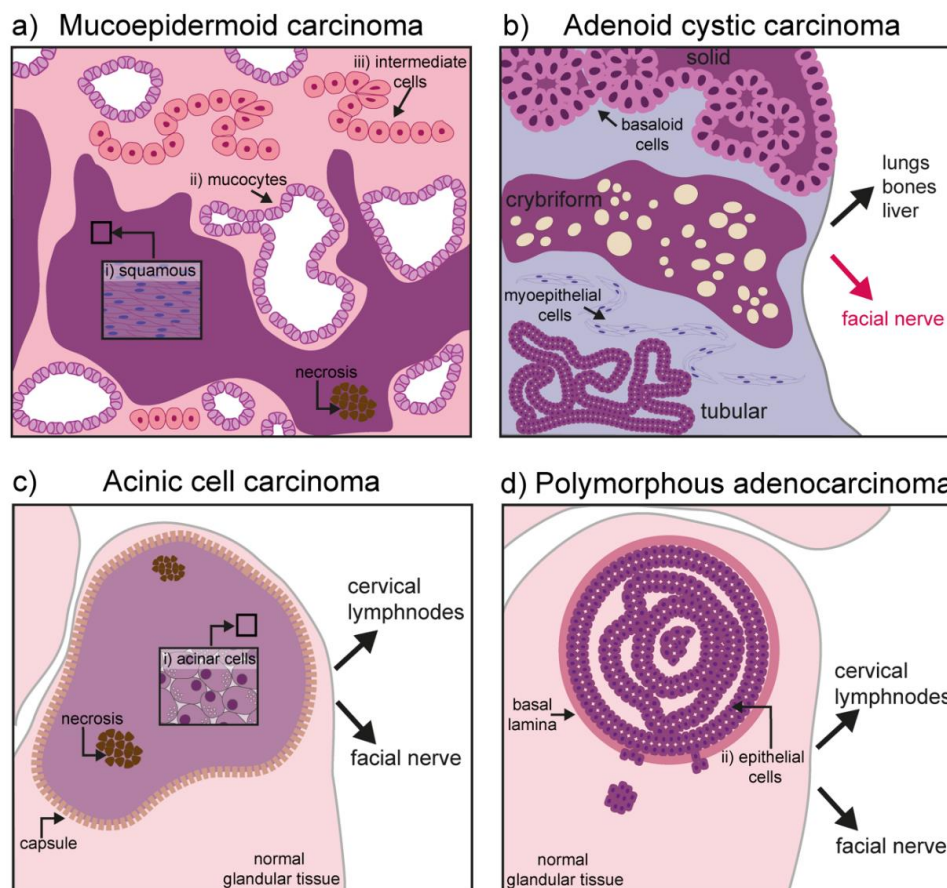 a) Mucoepidermoid carcinoma
iii) intermediate
cells
ii) mucocytes
i) squamous
necrosis
b) Adenoid cystic carcinoma
solid
basaloid
cells
crybriform
myoepithelial
cells
tubular
lungs
bones
liver
facial nerve
c) Acinic cell carcinoma
i) acinar cells
necrosis
capsule
normal
glandular tissue
cervical
lymphnodes
facial nerve
d) Polymorphous adenocarcinoma
basal
lamina
ii) epithelial
cells
normal
glandular tissue
cervical
lymphnodes
facial nerve